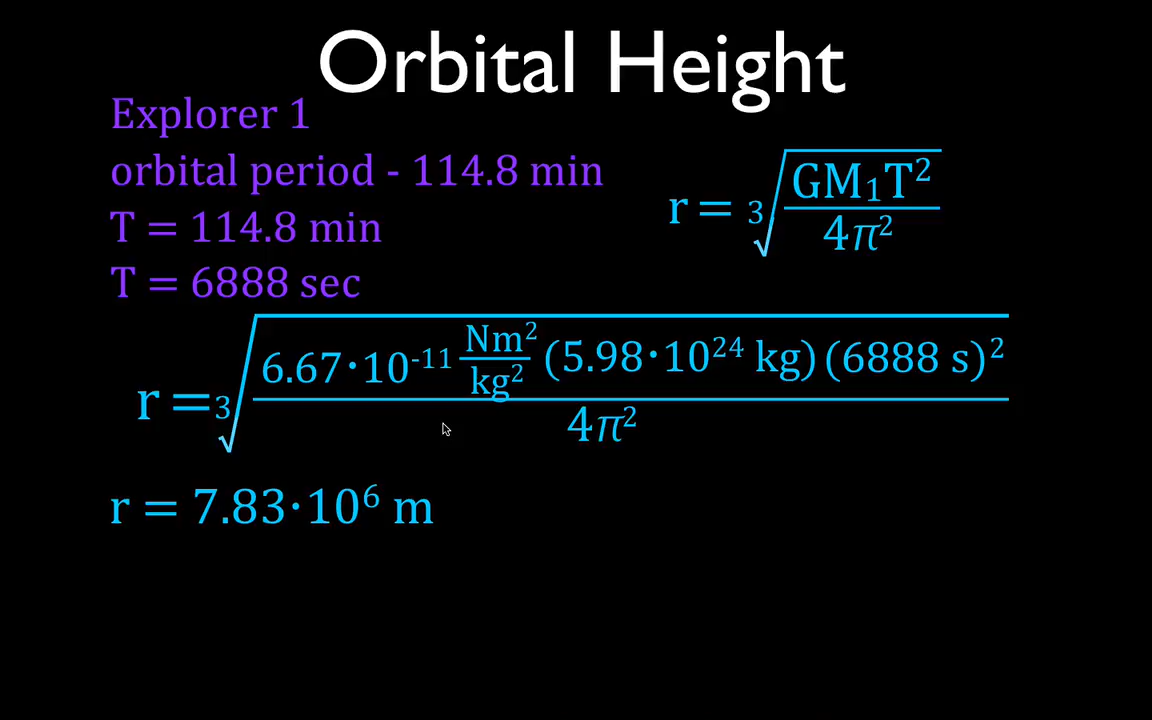 Orbital Height
Explorer 1
orbital period - 114.8 min
T = 114.8 min
T = 6888 sec
r = ∛(GM₁T² / 4π²)
r = ∛(6.67·10⁻¹¹ Nm²/kg² (5.98·10²⁴ kg) (6888 s)² / 4π²)
r = 7.83·10⁶ m